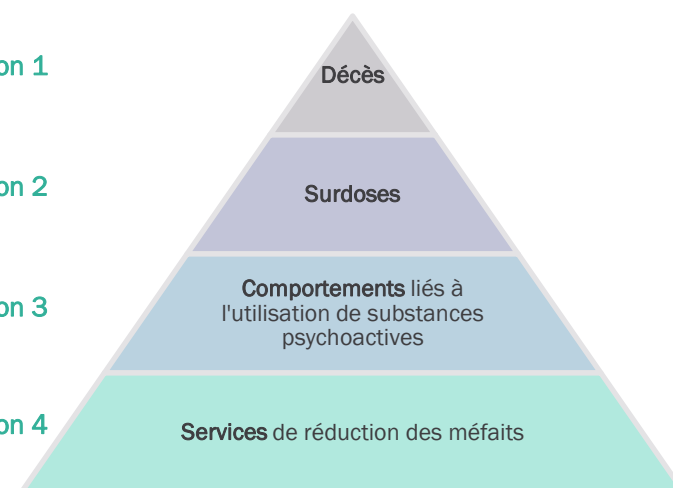 on 1
Décès
on 2
Surdoses
Comportements liés à
l'utilisation de substances
psychoactives
on 3
on 4
Services de réduction des méfaits